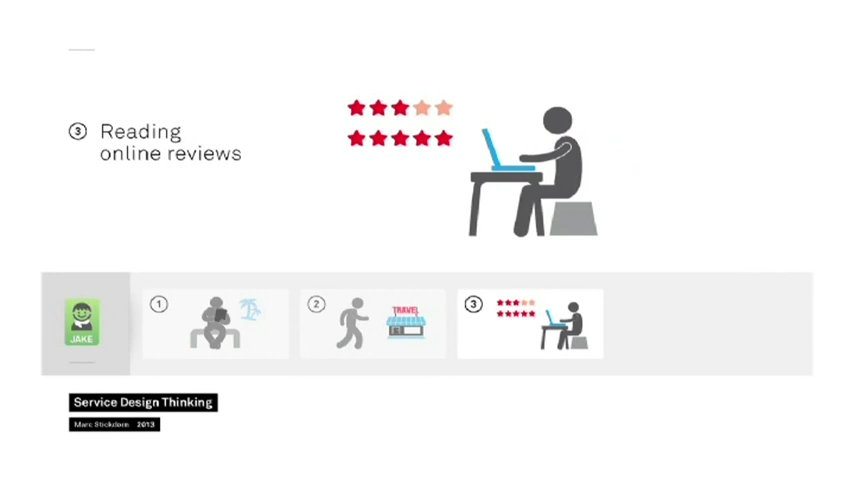 3 Reading
online reviews
JAKE
1
2
TRAVEL
3
Service Design Thinking
Marc Stickdorn 2013